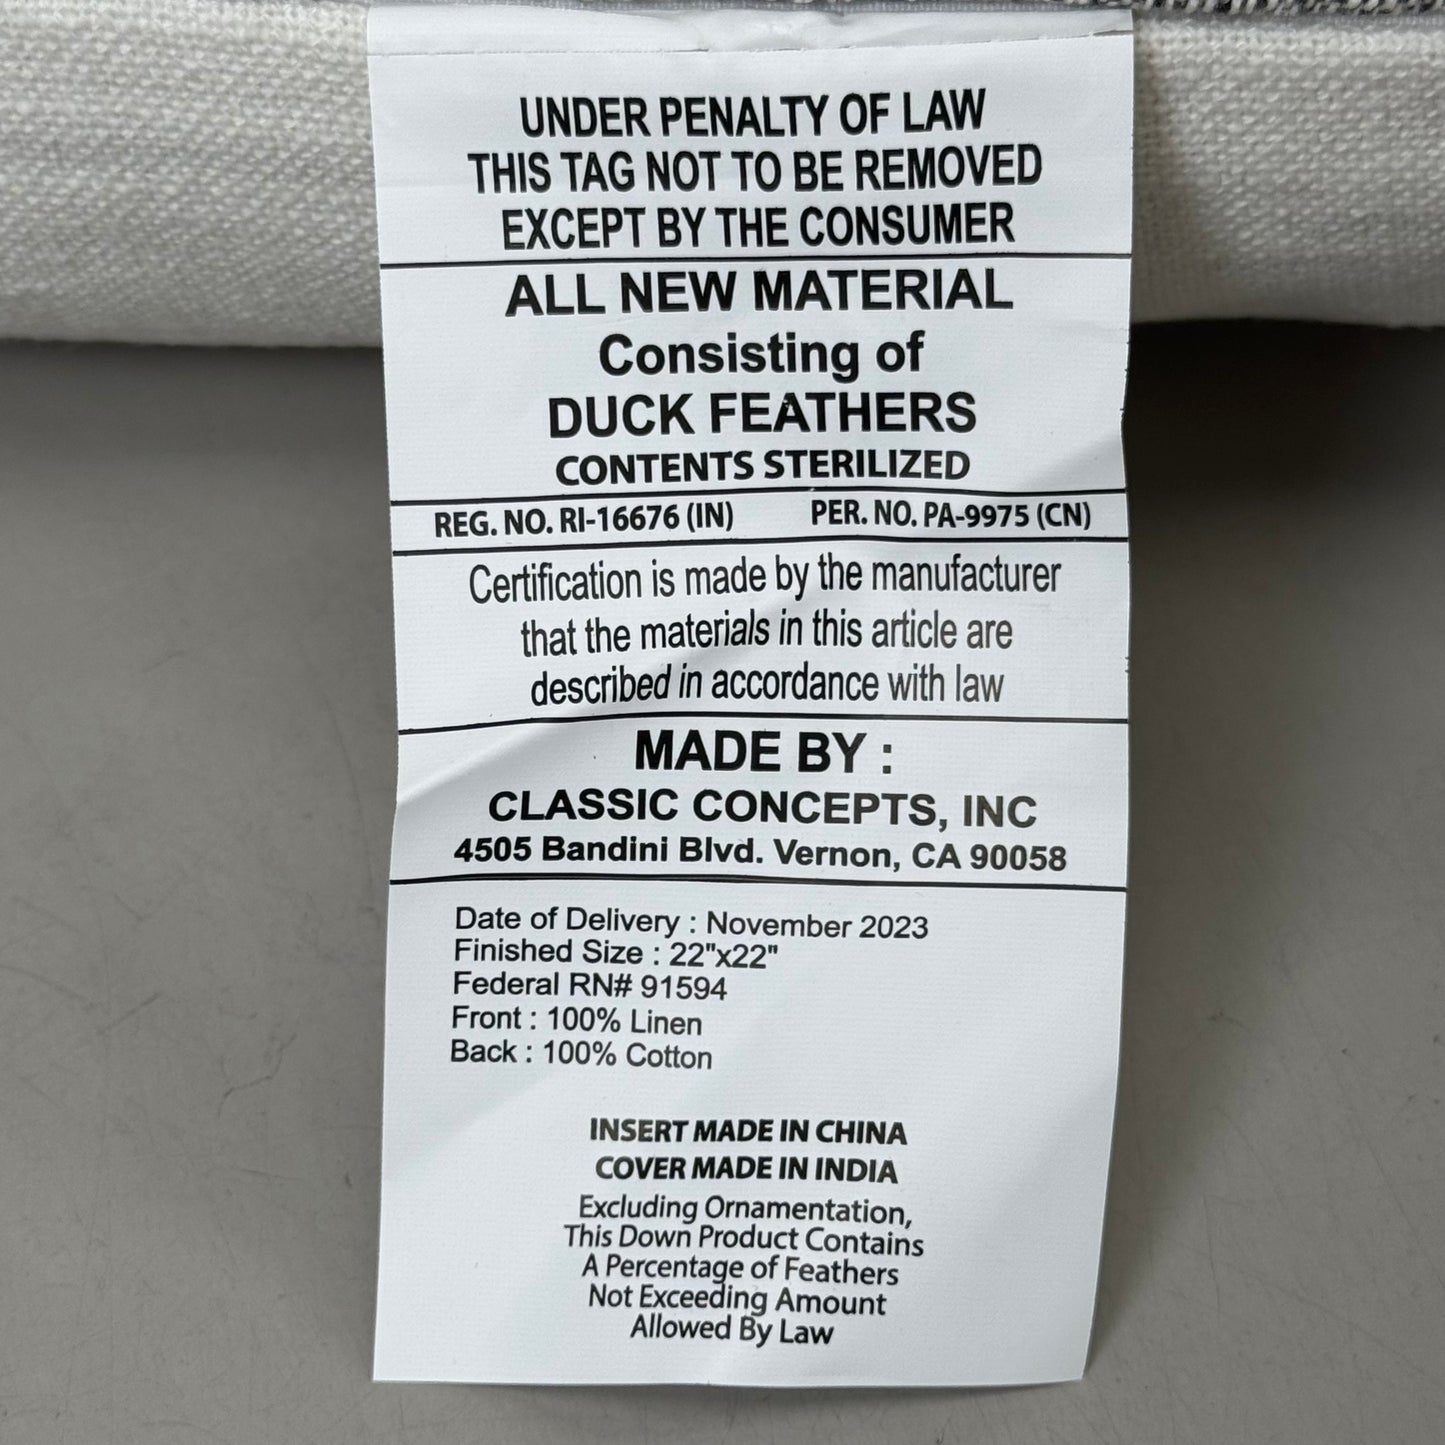 UNDER PENALTY OF LAW
THIS TAG NOT TO BE REMOVED
EXCEPT BY THE CONSUMER
ALL NEW MATERIAL
Consisting of
DUCK FEATHERS
CONTENTS STERILIZED
REG. NO. RI-16676 (IN) PER. NO. PA-9975 (CN)
Certification is made by the manufacturer
that the materials in this article are
described in accordance with law
MADE BY :
CLASSIC CONCEPTS, INC
4505 Bandini Blvd. Vernon, CA 90058
Date of Delivery : November 2023
Finished Size : 22"x22"
Federal RN# 91594
Front : 100% Linen
Back : 100% Cotton
INSERT MADE IN CHINA
COVER MADE IN INDIA
Excluding Ornamentation,
This Down Product Contains
A Percentage of Feathers
Not Exceeding Amount
Allowed By Law